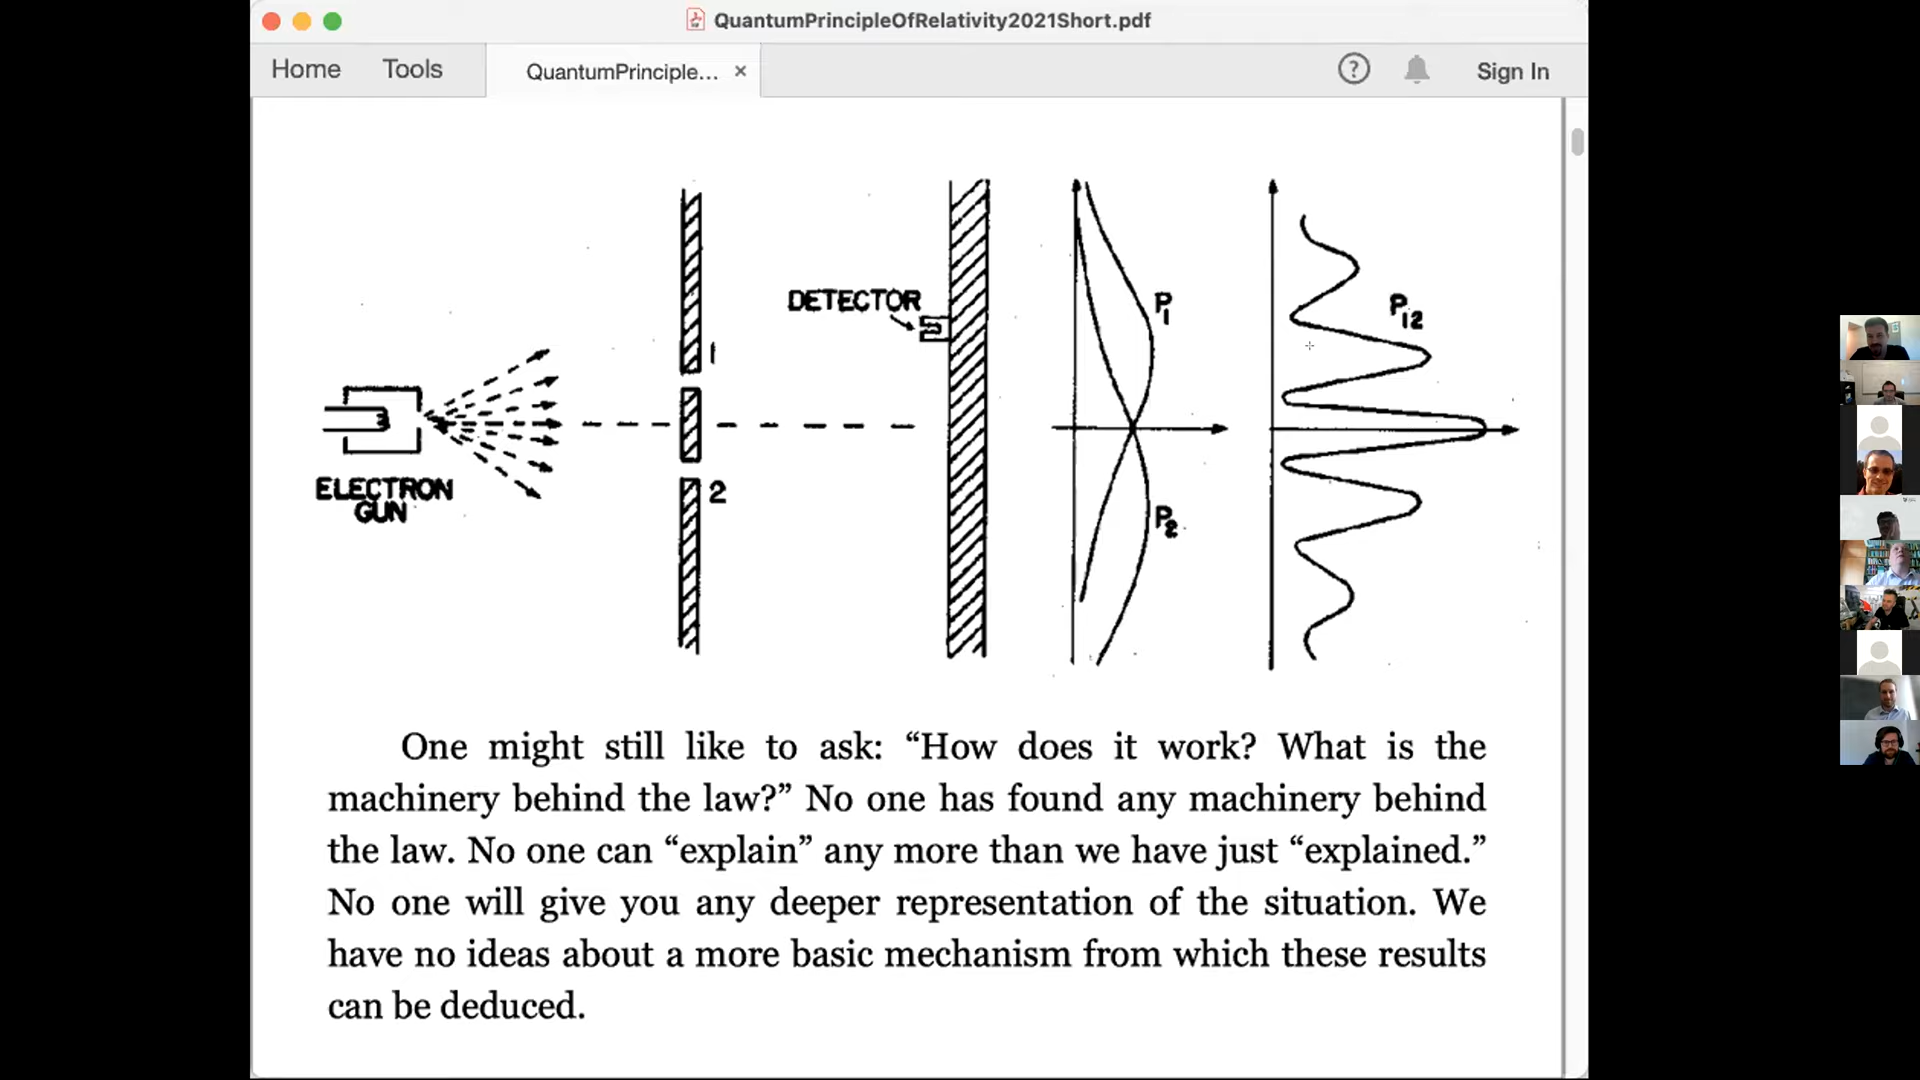 QuantumPrincipleOfRelativity2021Short.pdf
Home Tools QuantumPrinciple... × ? Sign In
DETECTOR
1
2
ELECTRON
GUN
P1
P2
P12
One might still like to ask: “How does it work? What is the
machinery behind the law?” No one has found any machinery behind
the law. No one can “explain” any more than we have just “explained.”
No one will give you any deeper representation of the situation. We
have no ideas about a more basic mechanism from which these results
can be deduced.